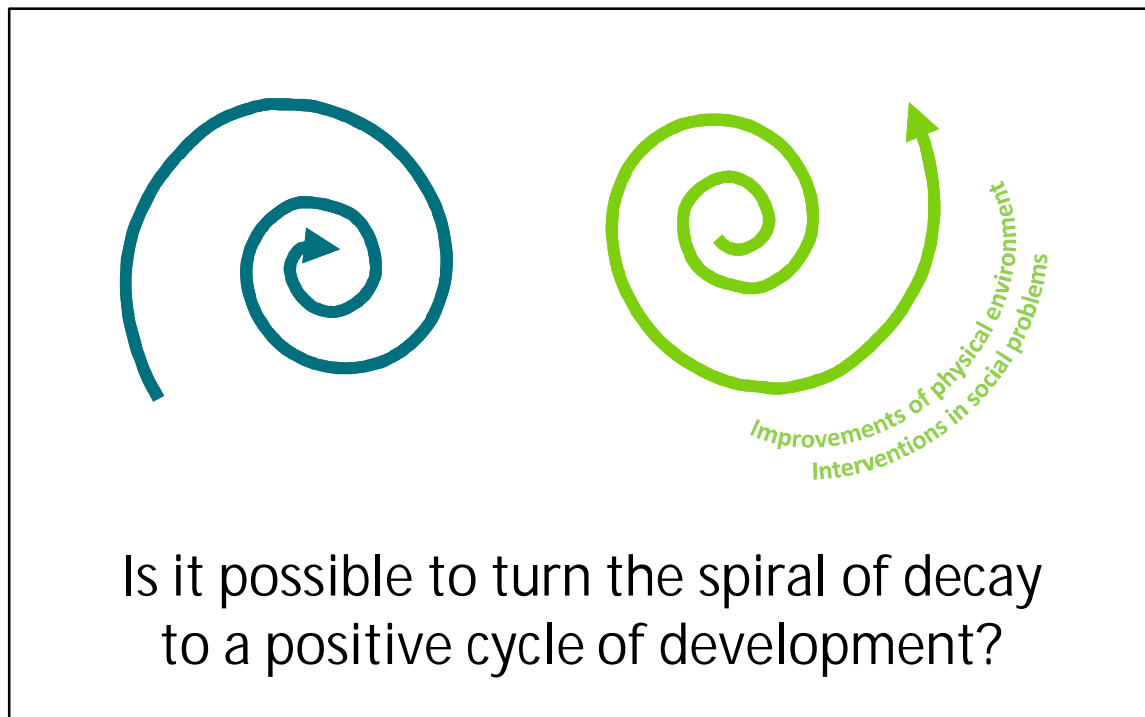 Improvements of physical environment
Interventions in social problems
Is it possible to turn the spiral of decay
to a positive cycle of development?